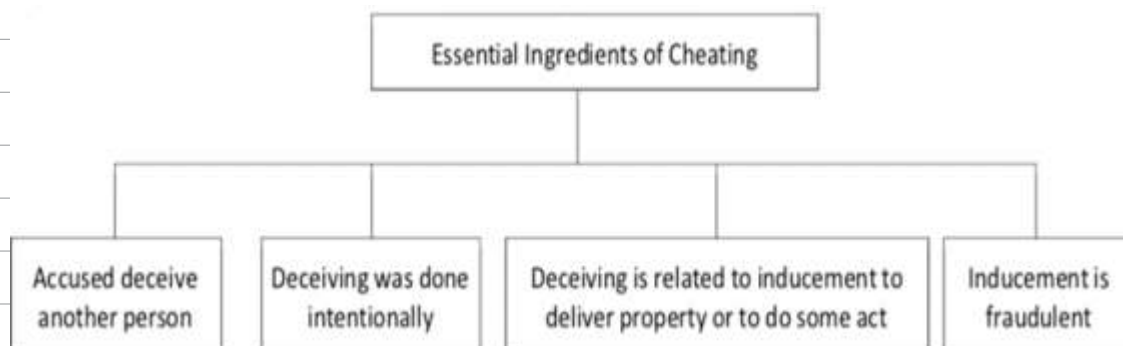 Essential Ingredients of Cheating
Accused deceive
another person
Deceiving was done
intentionally
Deceiving is related to inducement to
deliver property or to do some act
Inducement is
fraudulent